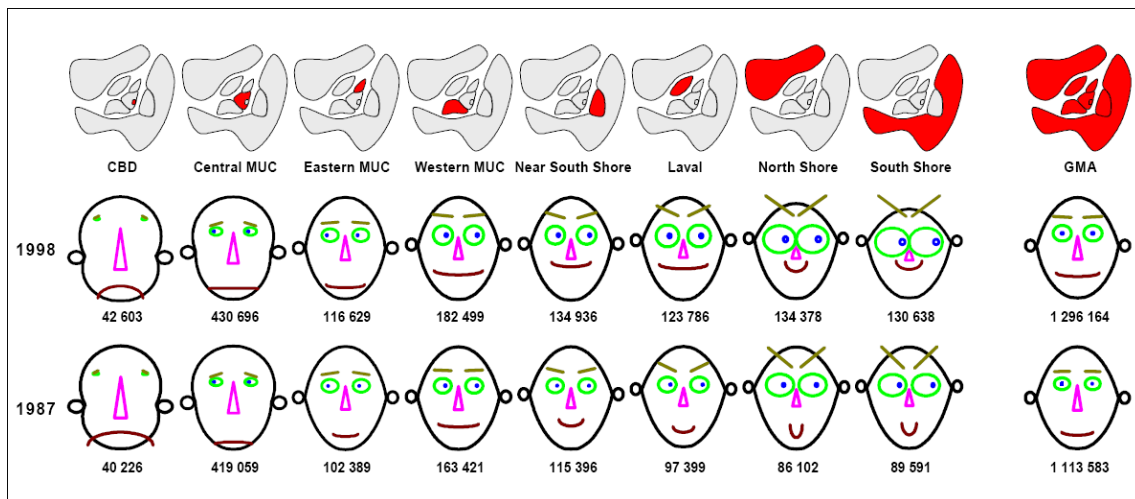 CBD Central MUC Eastern MUC Western MUC Near South Shore Laval North Shore South Shore GMA
1998
42 603 430 696 116 629 182 499 134 936 123 786 134 378 130 638 1 296 164
1987
40 226 419 059 102 389 163 421 115 396 97 399 86 102 89 591 1 113 583